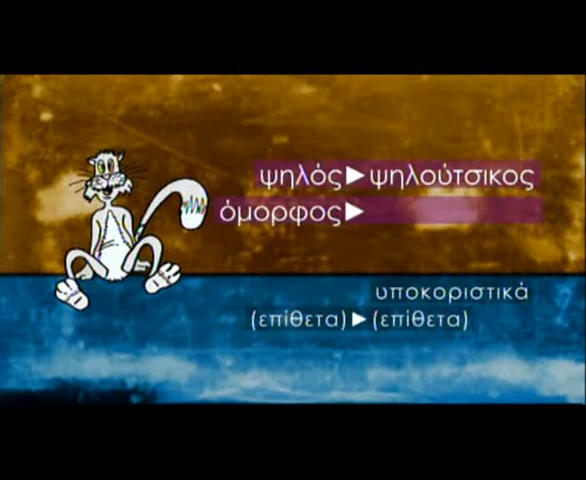 ψηλός▶ψηλούτσικος
όμορφος▶
υποκοριστικά
(επίθετα)▶(επίθετα)